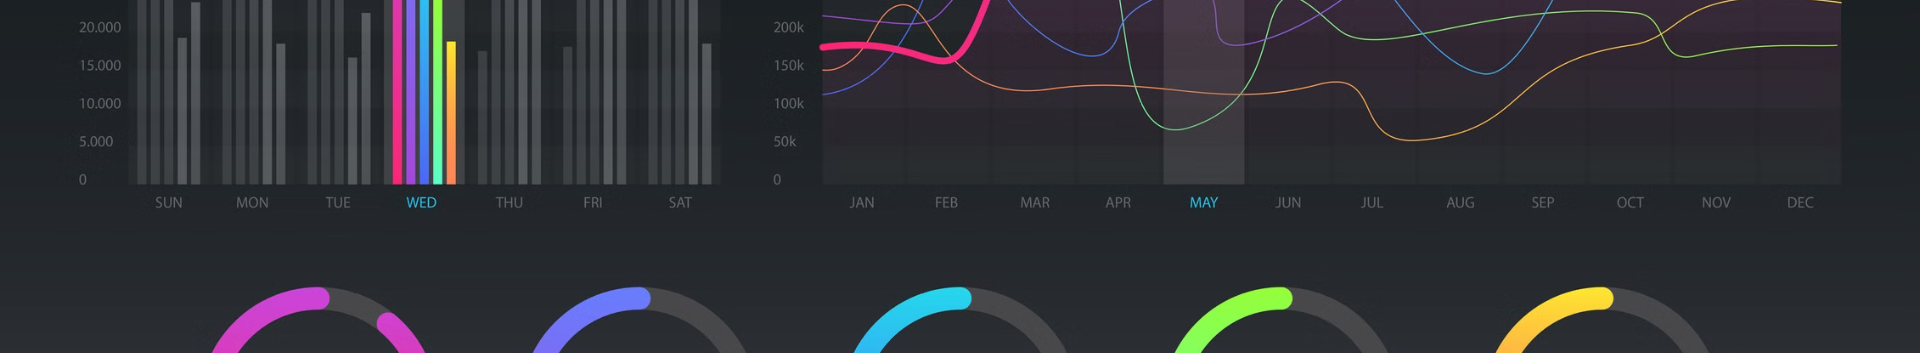 20.000
15.000
10.000
5.000
0
SUN MON TUE WED THU FRI SAT
200k
150k
100k
50k
0
JAN FEB MAR APR MAY JUN JUL AUG SEP OCT NOV DEC